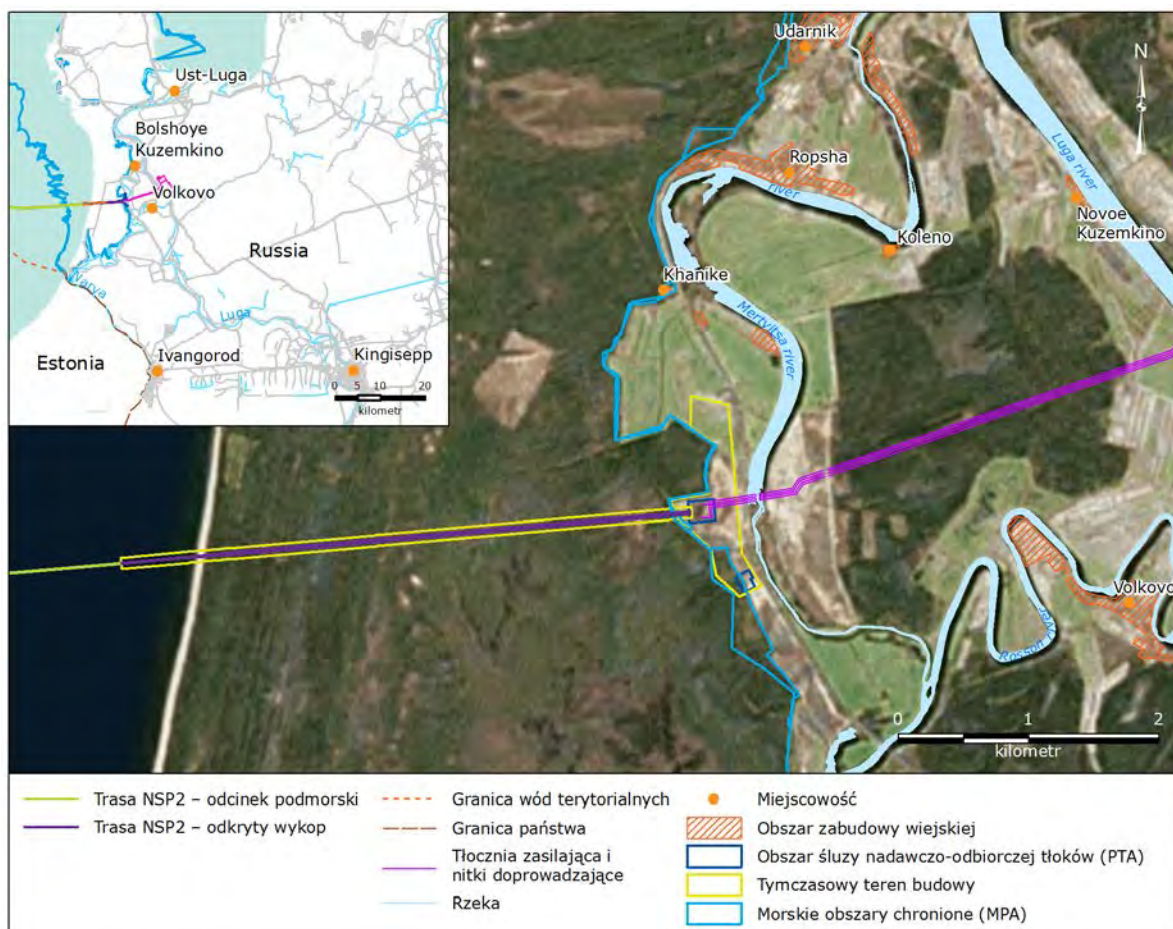 Ust-Luga
Bolshoye
Kuzemkino
Volkovo
Russia
Narva
Luga
Estonia
Ivangorod
Kingisepp
0 5 10 20
kilometr
Udarnik
N
Ropsha
river
Luga river
Novoe
Kuzemkino
Koleno
Khanike
Mertvitsa river
Volkovo
Rosson river
0 1 2
kilometr
Trasa NSP2 – odcinek podmorski
Trasa NSP2 – odkryty wykop
Granica wód terytorialnych
Granica państwa
Tłocznia zasilająca i
nitki doprowadzające
Rzeka
Miejscowość
Obszar zabudowy wiejskiej
Obszar śluzy nadawczo-odbiorczej tłoków (PTA)
Tymczasowy teren budowy
Morskie obszary chronione (MPA)